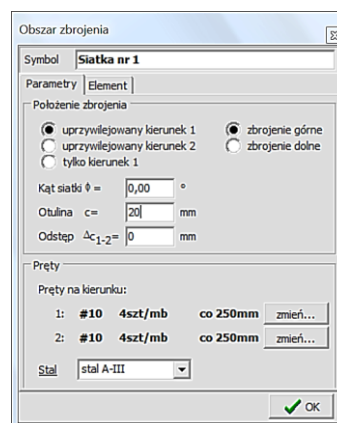 Obszar zbrojenia
Symbol Siatka nr 1
Parametry Element
Położenie zbrojenia
uprzywilejowany kierunek 1 zbrojenie górne
uprzywilejowany kierunek 2 zbrojenie dolne
tylko kierunek 1
Kąt siatki ϕ = 0,00 °
Otulina c= 20 mm
Odstęp Δc1-2= 0 mm
Pręty
Pręty na kierunku:
1: #10 4szt/mb co 250mm zmień...
2: #10 4szt/mb co 250mm zmień...
Stal stal A-III
OK